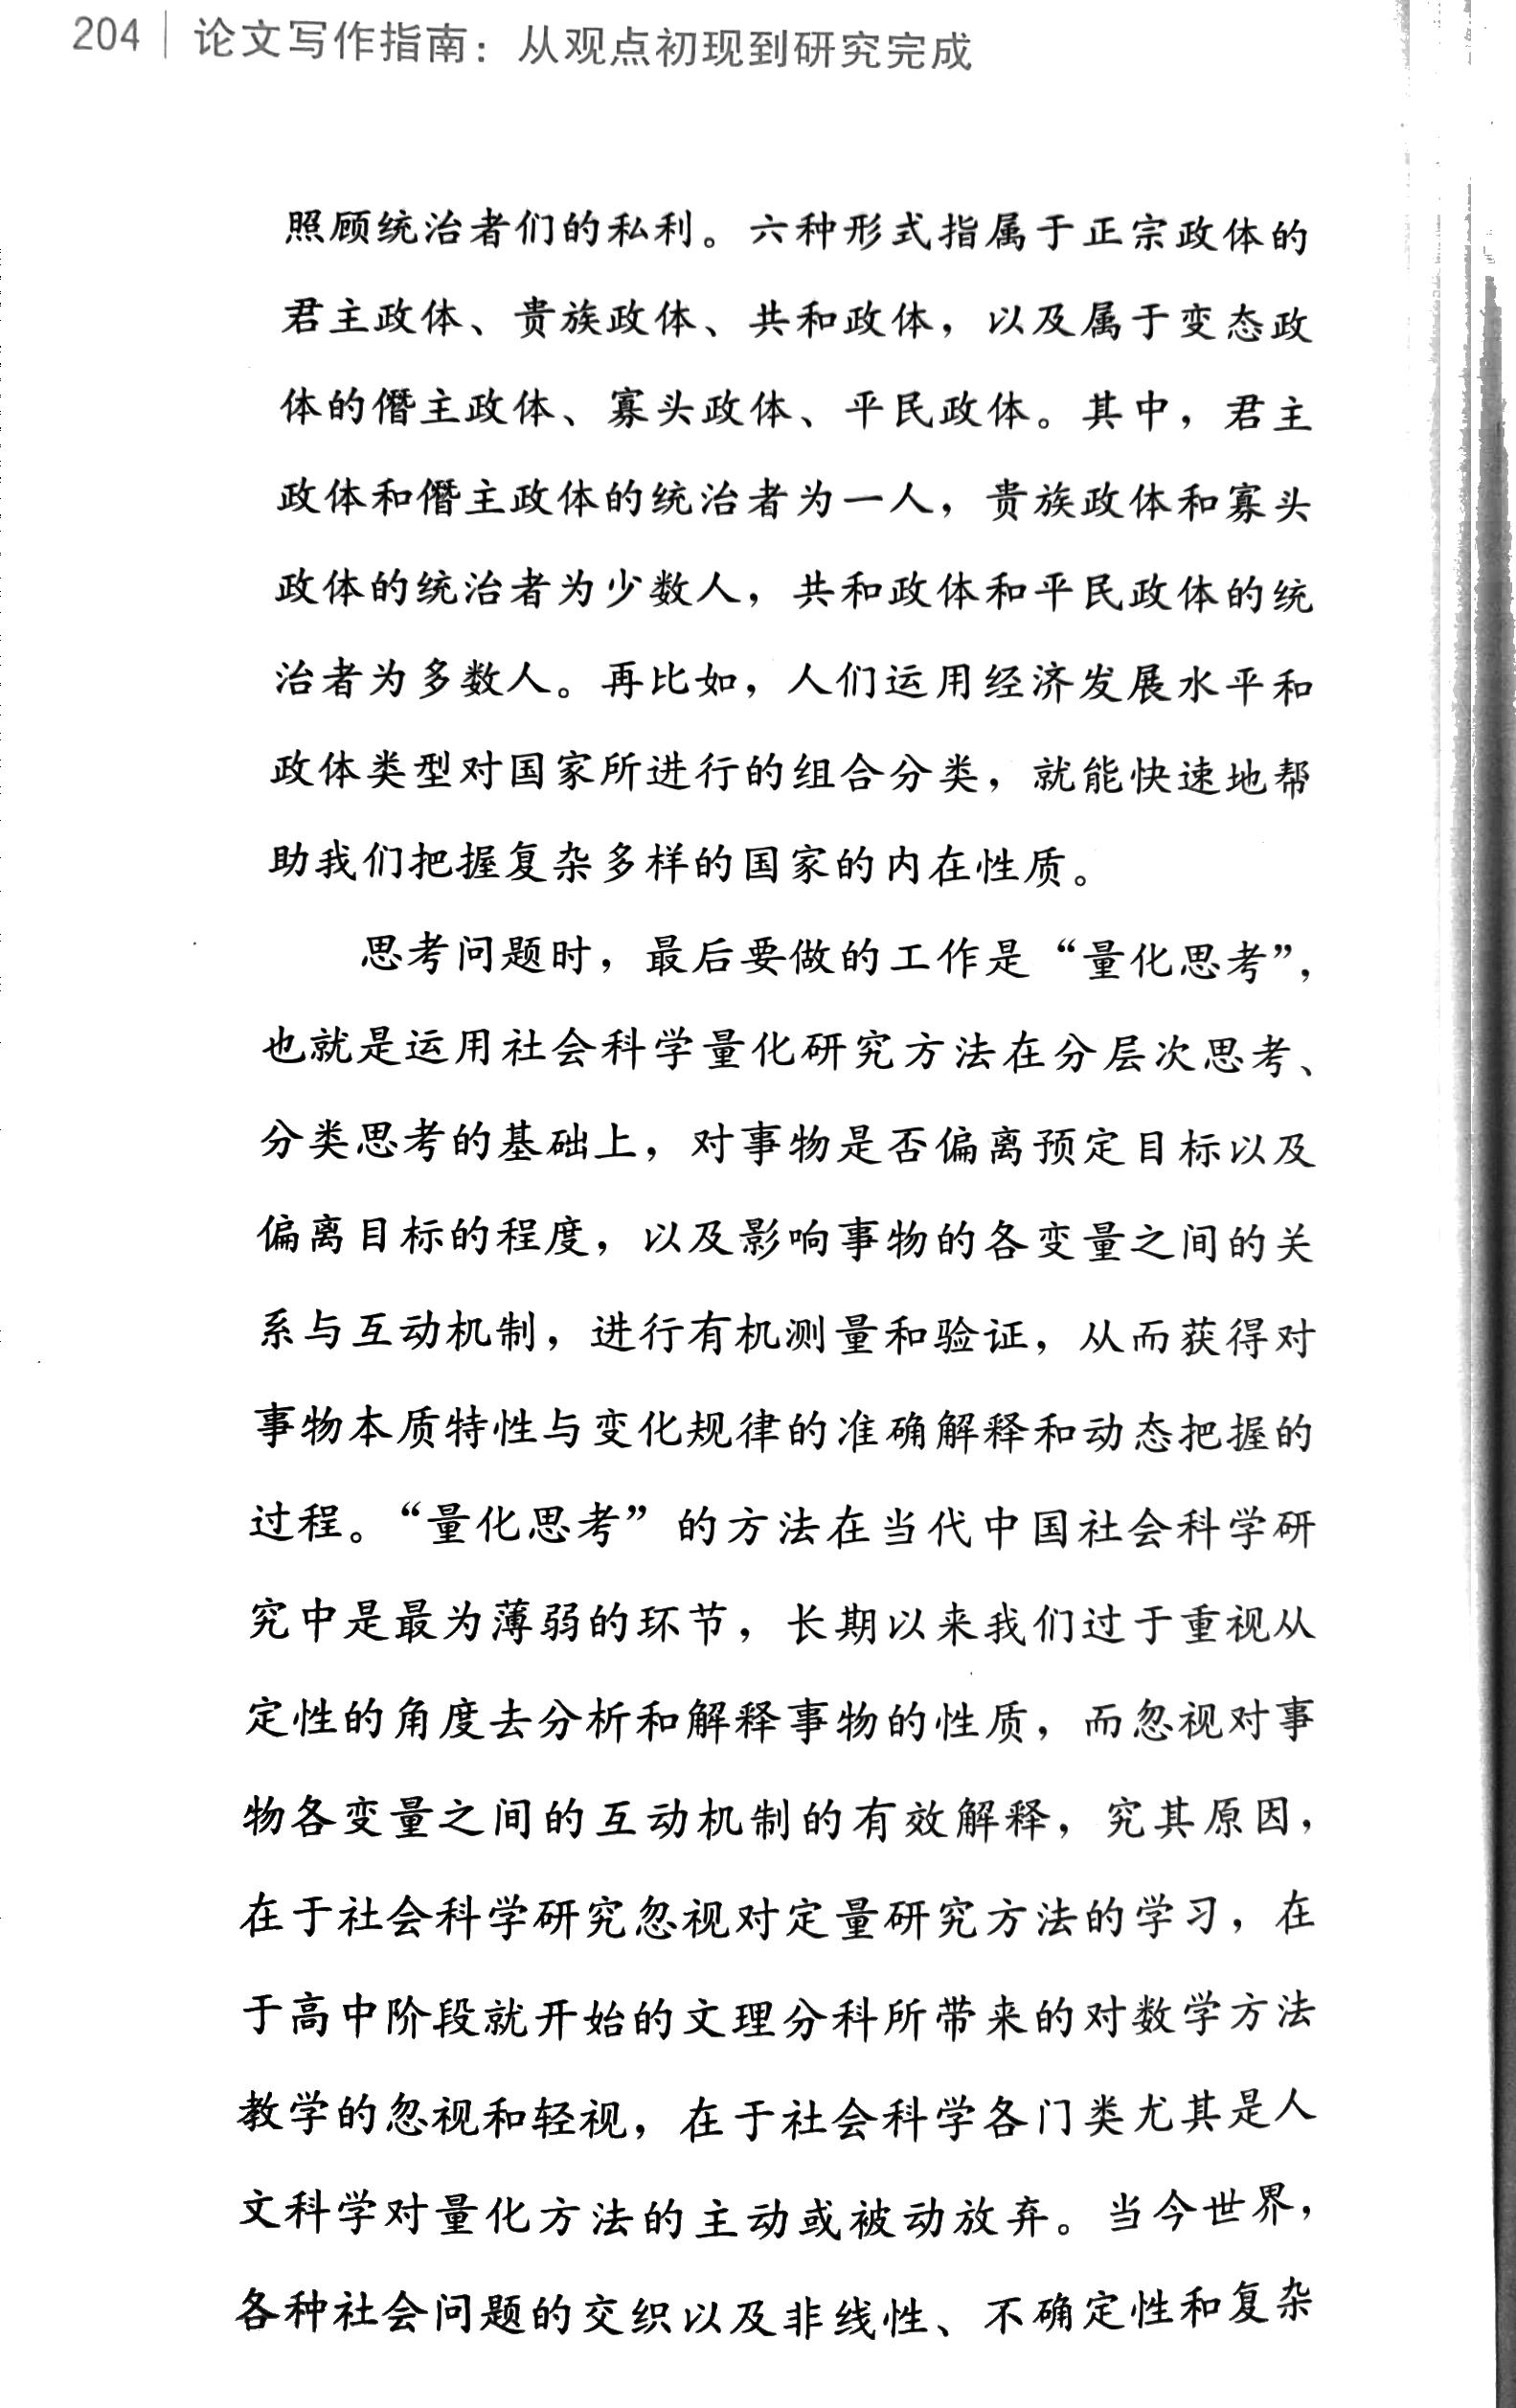 204 | 论文写作指南：从观点初现到研究完成
照顾统治者们的私利。六种形式指属于正宗政体的
君主政体、贵族政体、共和政体，以及属于变态政
体的僭主政体、寡头政体、平民政体。其中，君主
政体和僭主政体的统治者为一人，贵族政体和寡头
政体的统治者为少数人，共和政体和平民政体的统
治者为多数人。再比如，人们运用经济发展水平和
政体类型对国家所进行的组合分类，就能快速地帮
助我们把握复杂多样的国家的内在性质。
思考问题时，最后要做的工作是“量化思考”，
也就是运用社会科学量化研究方法在分层次思考、
分类思考的基础上，对事物是否偏离预定目标以及
偏离目标的程度，以及影响事物的各变量之间的关
系与互动机制，进行有机测量和验证，从而获得对
事物本质特性与变化规律的准确解释和动态把握的
过程。“量化思考”的方法在当代中国社会科学研
究中是最为薄弱的环节，长期以来我们过于重视从
定性的角度去分析和解释事物的性质，而忽视对事
物各变量之间的互动机制的有效解释，究其原因，
在于社会科学研究忽视对定量研究方法的学习，在
于高中阶段就开始的文理分科所带来的对数学方法
教学的忽视和轻视，在于社会科学各门类尤其是人
文科学对量化方法的主动或被动放弃。当今世界，
各种社会问题的交织以及非线性、不确定性和复杂